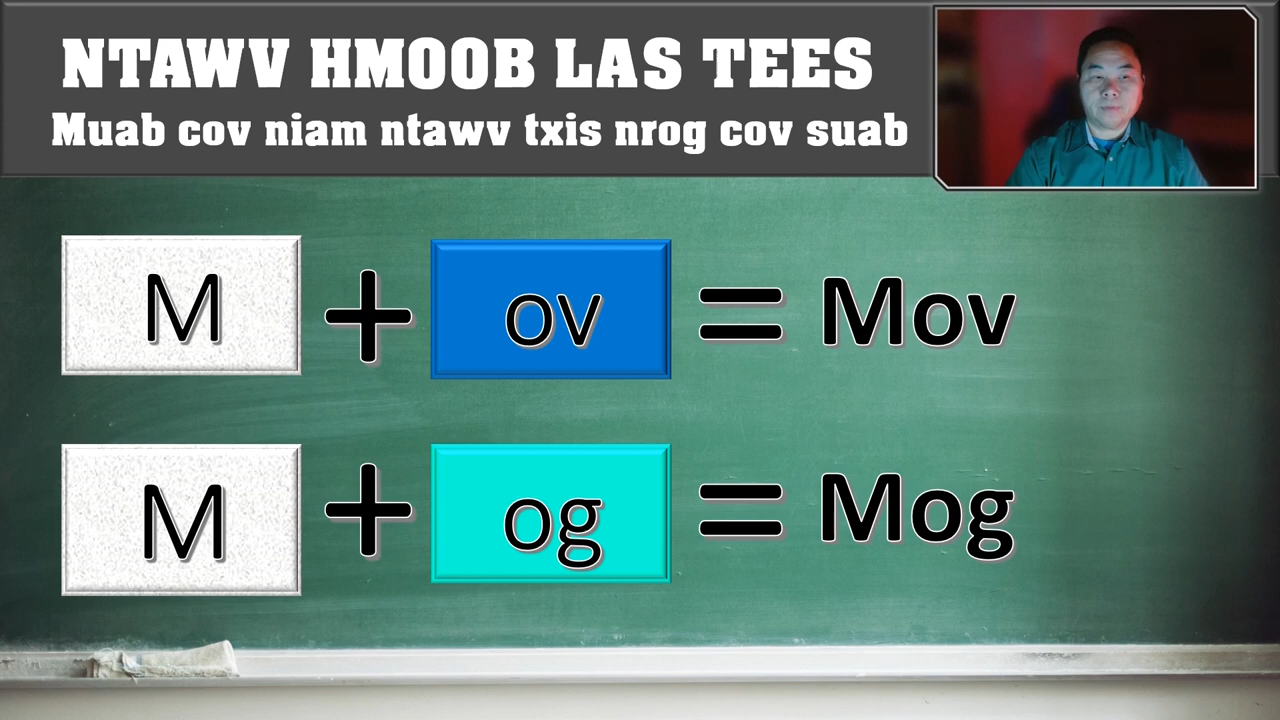 NTAWV HMOOB LAS TEES
Muab cov niam ntawv txis nrog cov suab
M + ov = Mov
M + og = Mog